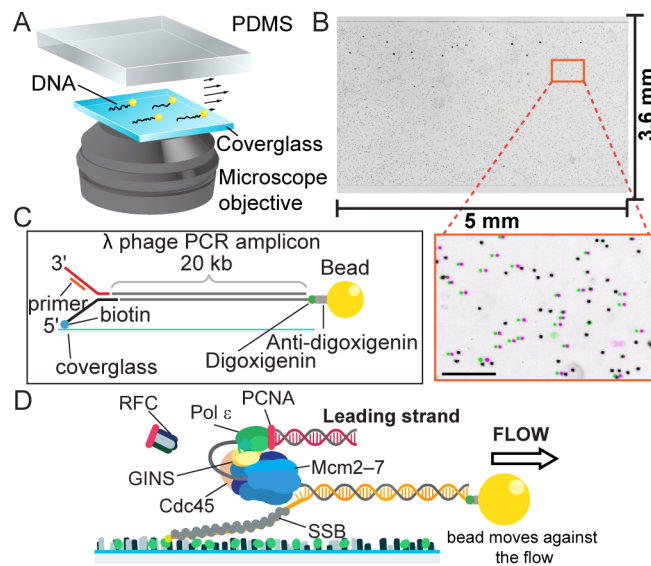 A
PDMS
DNA
Coverglass
Microscope
objective
B
3.6 mm
5 mm
C
λ phage PCR amplicon
20 kb
3'
Bead
primer
5'
biotin
Anti-digoxigenin
coverglass
Digoxigenin
D
RFC
Pol ε
PCNA
Leading strand
FLOW
GINS
Mcm2–7
Cdc45
SSB
bead moves against
the flow